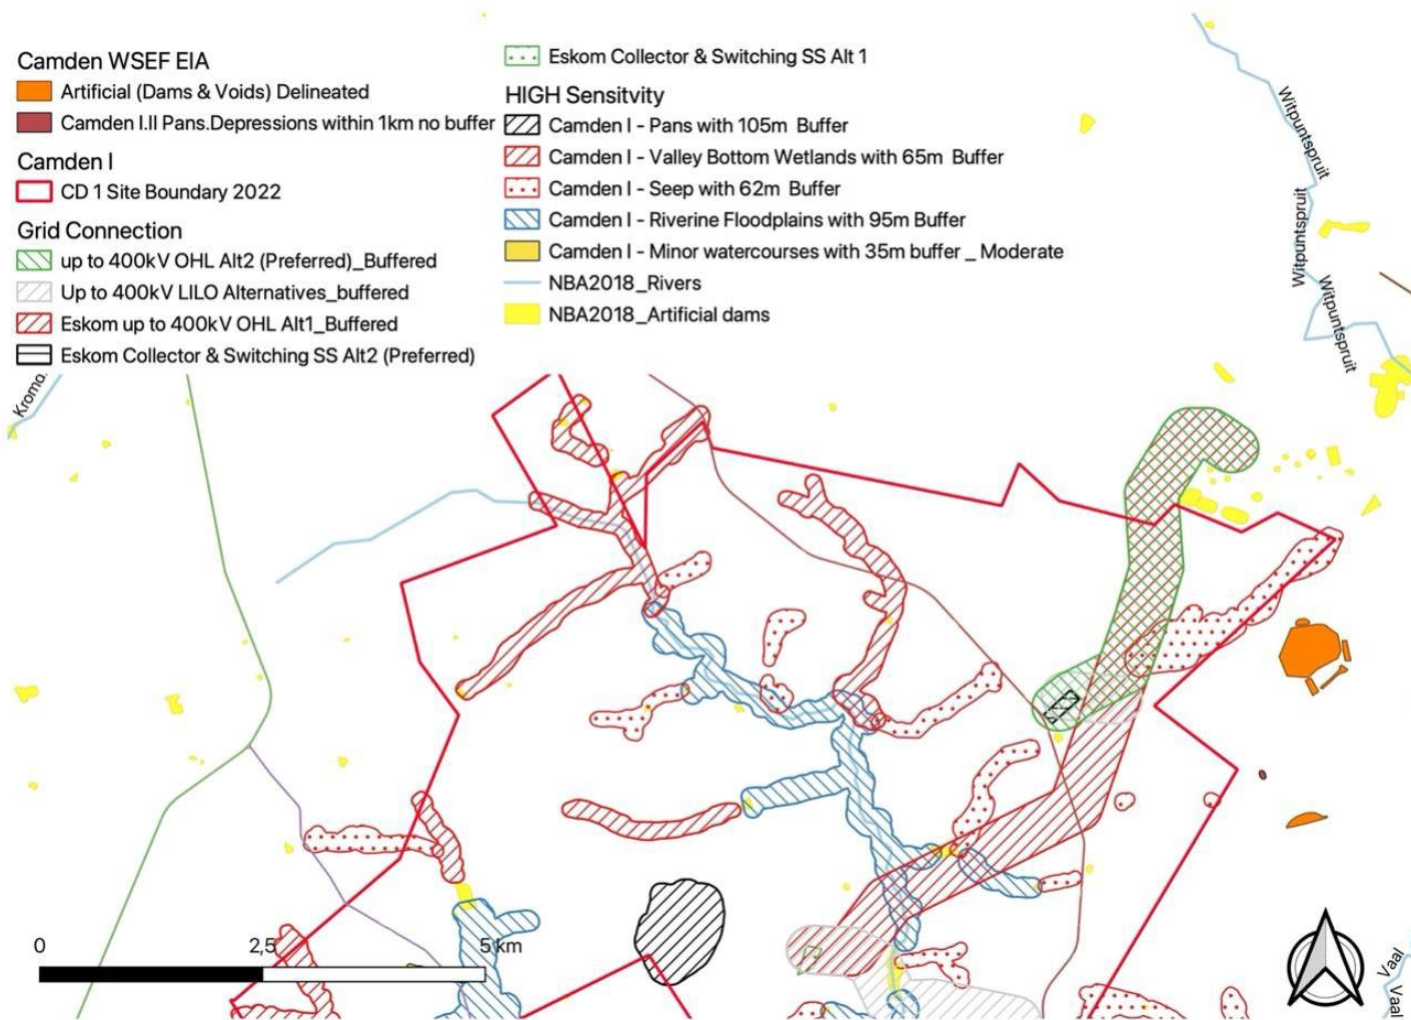 Camden WSEF EIA
Artificial (Dams & Voids) Delineated
Camden I.II Pans.Depressions within 1km no buffer
Camden I
CD 1 Site Boundary 2022
Grid Connection
up to 400kV OHL Alt2 (Preferred)_Buffered
Up to 400kV LILO Alternatives_buffered
Eskom up to 400kV OHL Alt1_Buffered
Eskom Collector & Switching SS Alt2 (Preferred)
Eskom Collector & Switching SS Alt 1
HIGH Sensitvity
Camden I - Pans with 105m Buffer
Camden I - Valley Bottom Wetlands with 65m Buffer
Camden I - Seep with 62m Buffer
Camden I - Riverine Floodplains with 95m Buffer
Camden I - Minor watercourses with 35m buffer _ Moderate
NBA2018_Rivers
NBA2018_Artificial dams
Witpuntspruit
Witpuntspruit
Witpuntspruit
Kroma
0 2,5 5 km
Vaal
Vaal